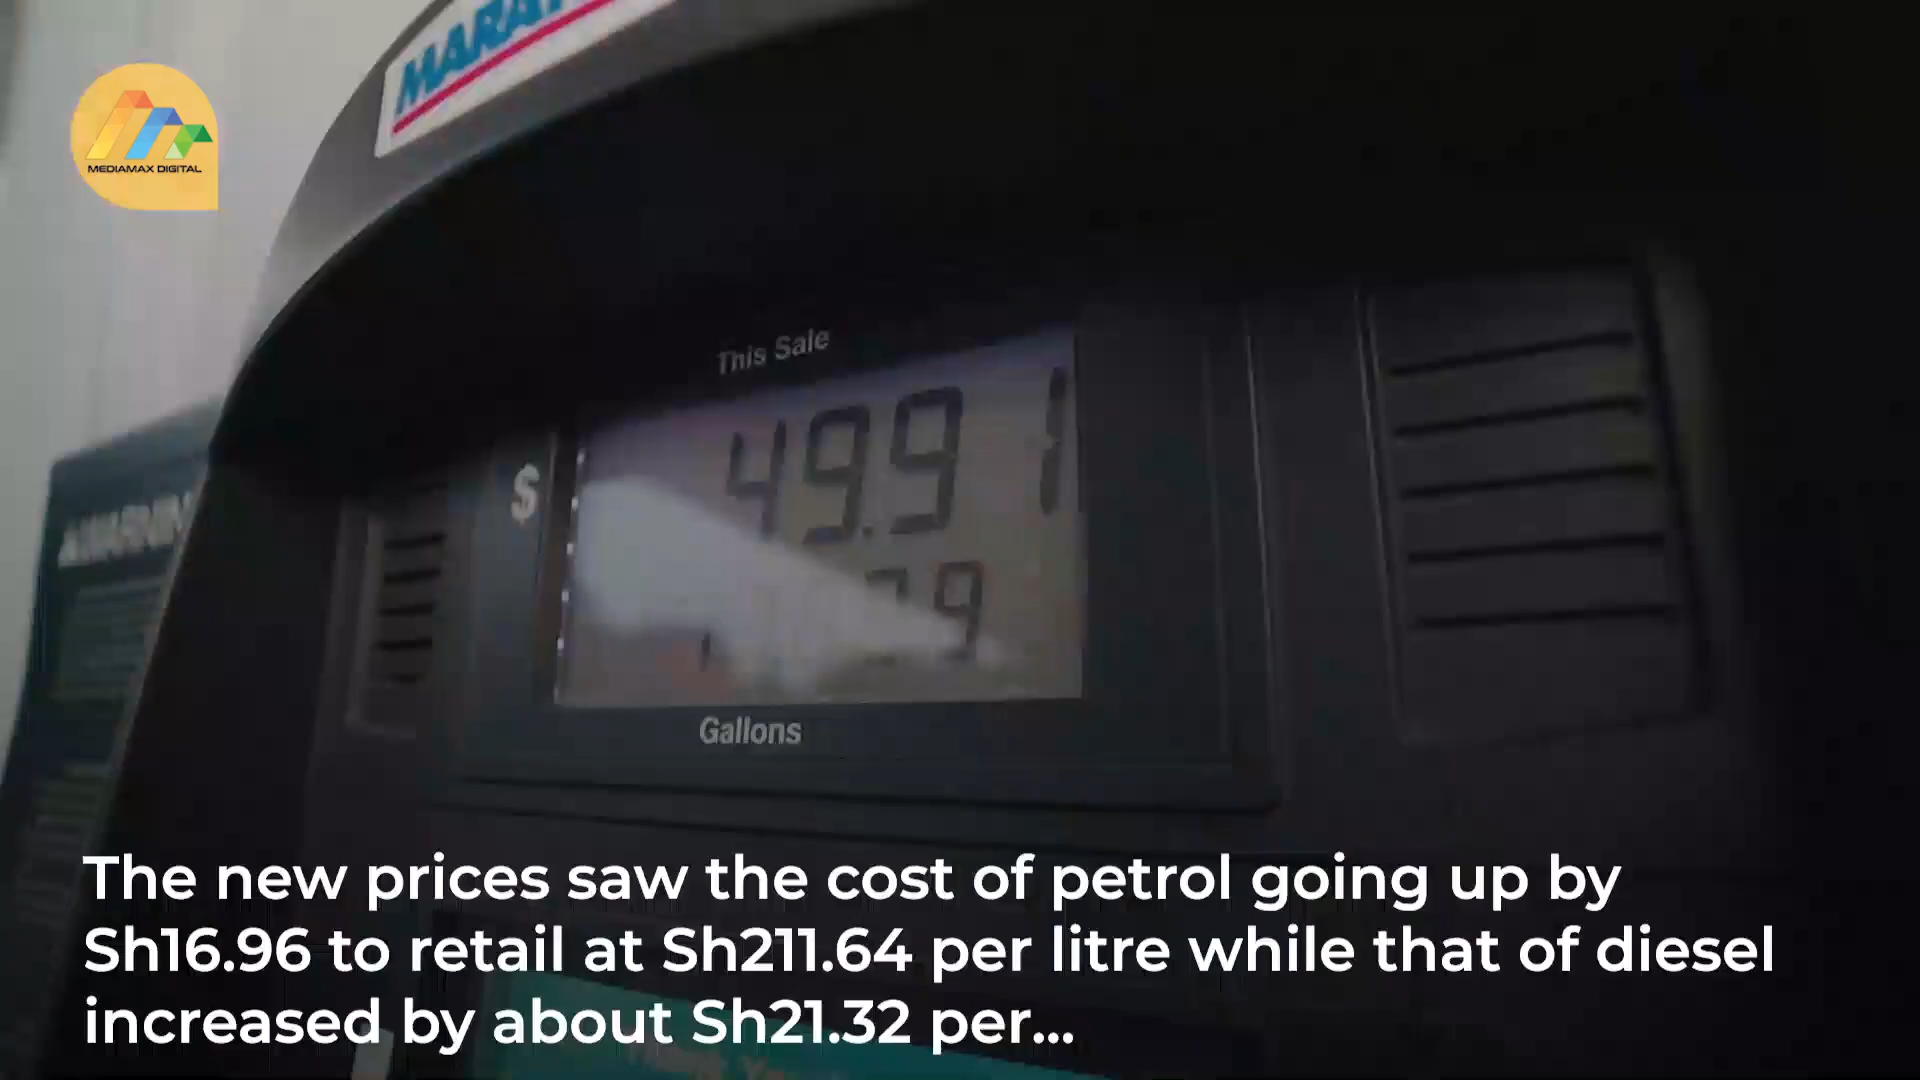 MEDIAMAX DIGITAL
This Sale
$
49.91
Gallons
The new prices saw the cost of petrol going up by
Sh16.96 to retail at Sh211.64 per litre while that of diesel
increased by about Sh21.32 per...